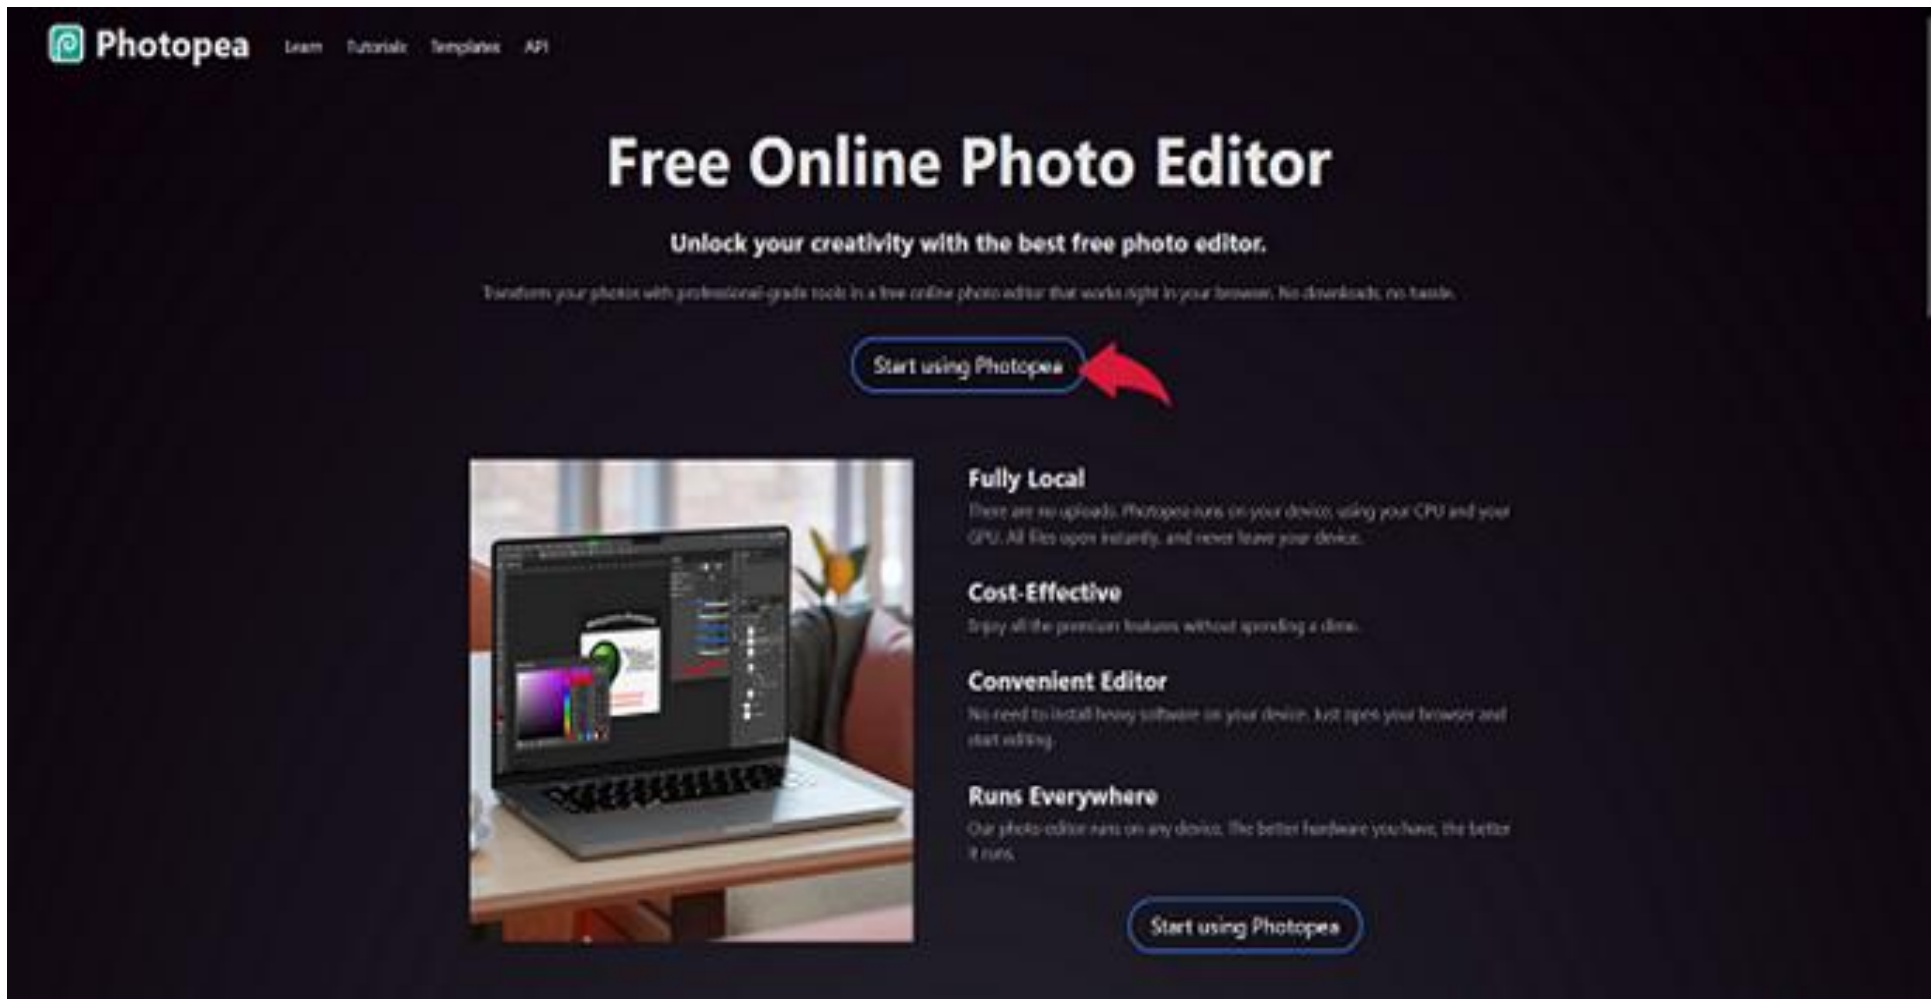 Photopea
Learn Tutorials Templates API
Free Online Photo Editor
Unlock your creativity with the best free photo editor.
Transform your photos with professional-grade tools in a free online photo editor that works right in your browser. No downloads, no hassle.
Start using Photopea
Fully Local
There are no uploads. Photopea runs on your device, using your CPU and your
GPU. All files open instantly, and never leave your device.
Cost-Effective
Enjoy all the premium features without spending a dime.
Convenient Editor
No need to install heavy software on your device. Just open your browser and
start editing.
Runs Everywhere
Our photo editor runs on any device. The better hardware you have, the better
it runs.
Start using Photopea